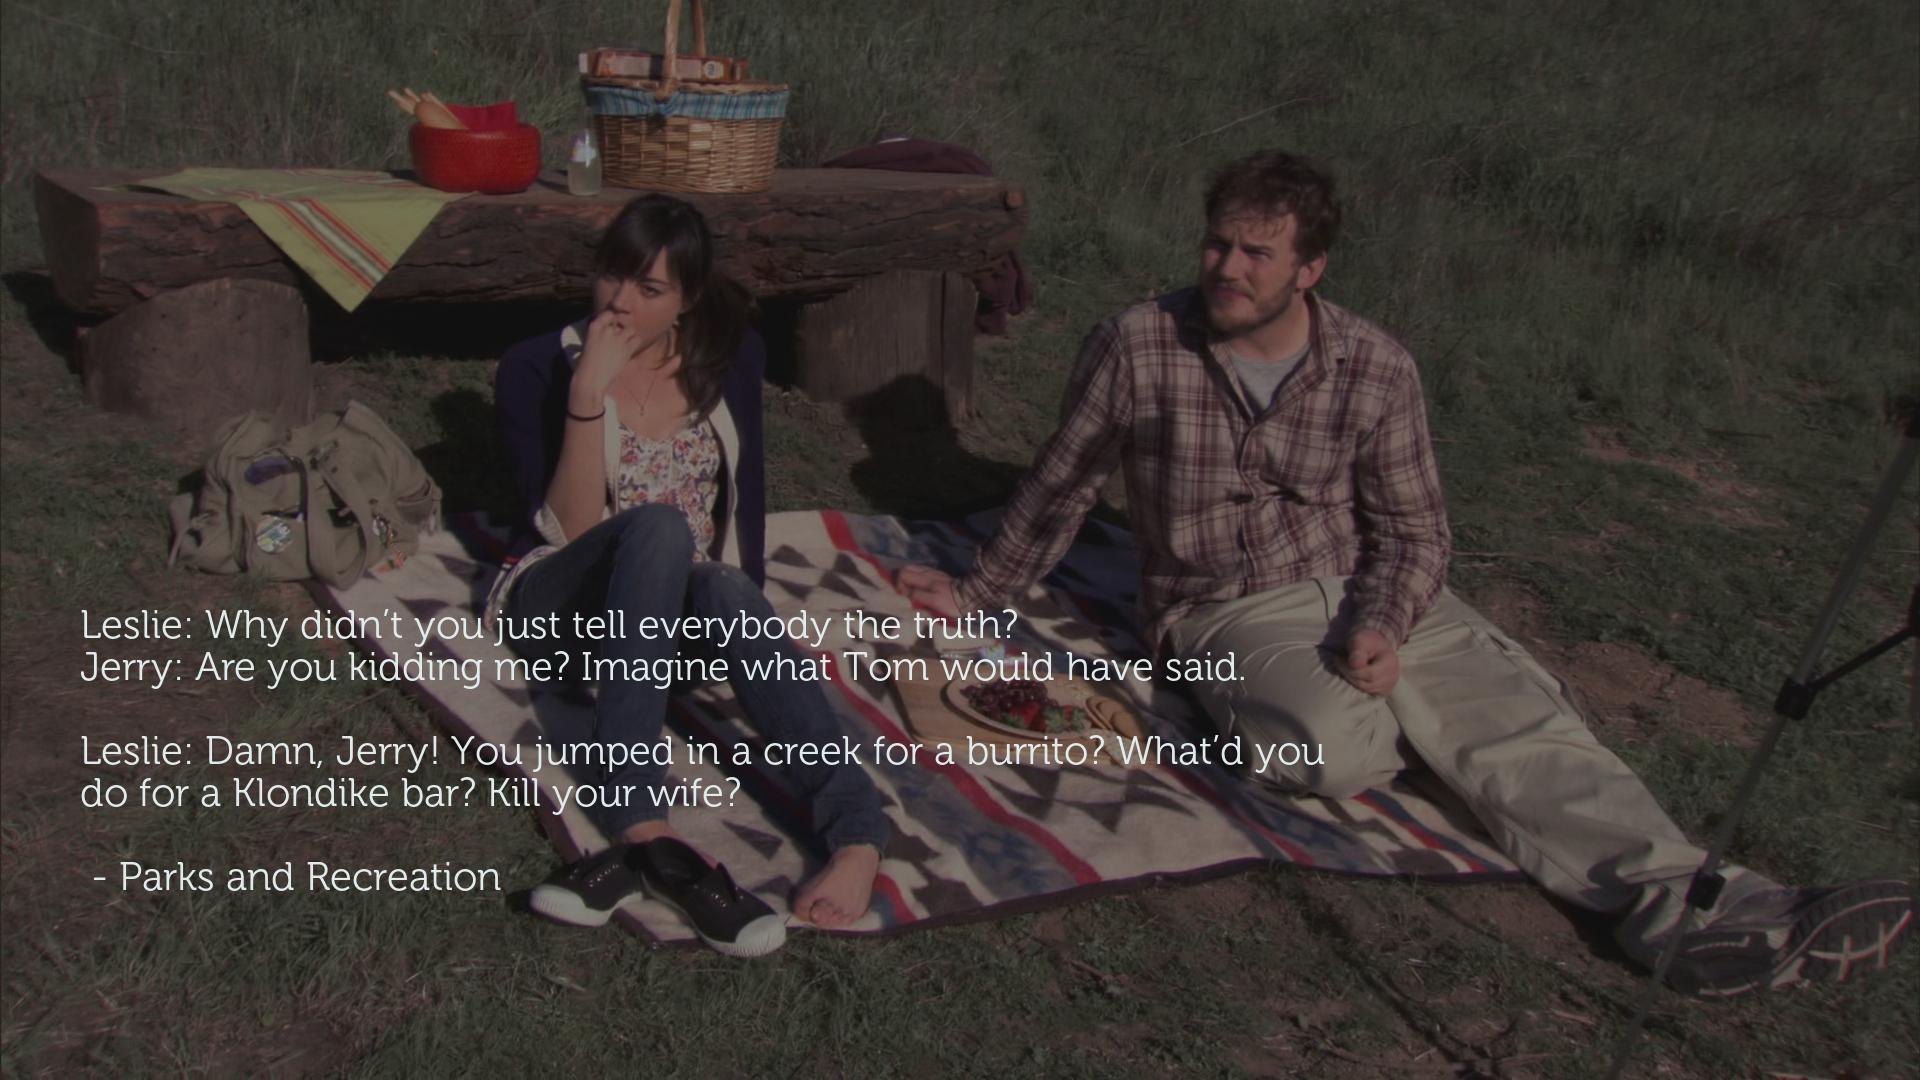 Leslie: Why didn’t you just tell everybody the truth?
Jerry: Are you kidding me? Imagine what Tom would have said.
Leslie: Damn, Jerry! You jumped in a creek for a burrito? What’d you
do for a Klondike bar? Kill your wife?
- Parks and Recreation